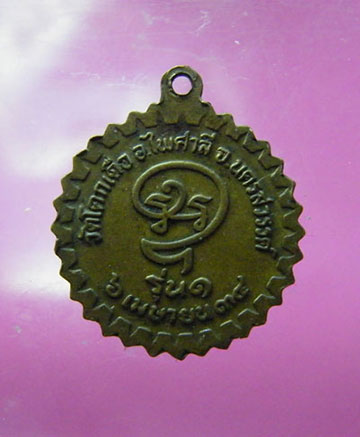 วัดโคกเดื่อ อ.ไพศาลี จ.นครสวรรค์
รุ่น๑
๖ เมษายน ๓๔